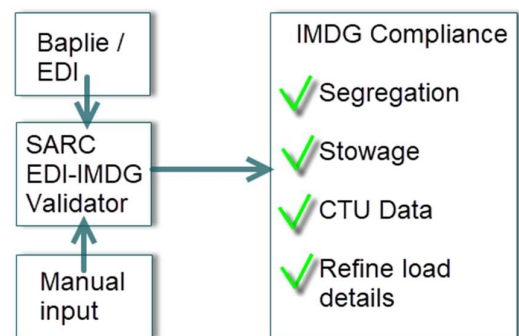 Baplie /
EDI
SARC
EDI-IMDG
Validator
Manual
input
IMDG Compliance
Segregation
Stowage
CTU Data
Refine load
details